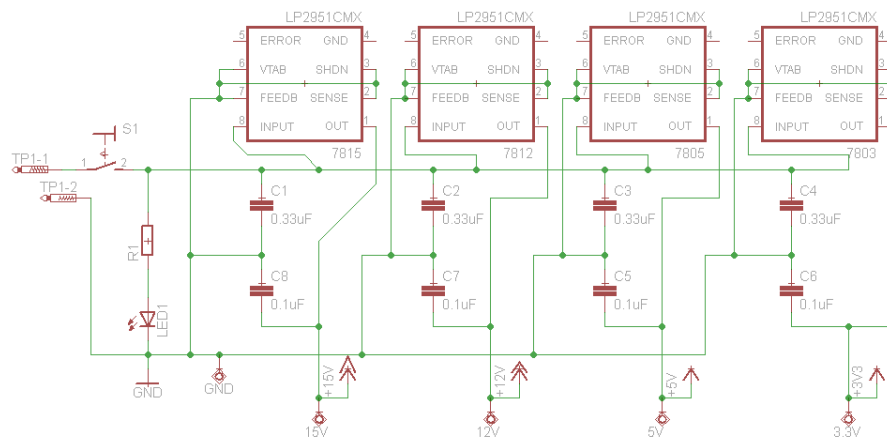 LP2951CMX LP2951CMX LP2951CMX LP2951CMX
5 ERROR GND 4 5 ERROR GND 4 5 ERROR GND 4 5 ERROR GND 4
6 VTAB SHDN 3 6 VTAB SHDN 3 6 VTAB SHDN 3 6 VTAB SHDN 3
7 FEEDB SENSE 2 7 FEEDB SENSE 2 7 FEEDB SENSE 2 7 FEEDB SENSE 2
8 INPUT OUT 1 8 INPUT OUT 1 8 INPUT OUT 1 8 INPUT OUT 1
7815 7812 7805 7803
S1
TP1-1 1 2
TP1-2
C1 C2 C3 C4
0.33uF 0.33uF 0.33uF 0.33uF
R1
C8 C7 C5 C6
0.1uF 0.1uF 0.1uF 0.1uF
LED1
GND GND
+15V +12V +5V +3V3
15V 12V 5V 3.3V